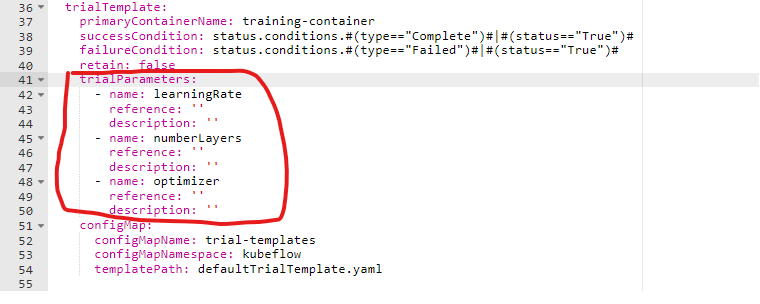 36 trialTemplate:
37 primaryContainerName: training-container
38 successCondition: status.conditions.#(type=="Complete")#|#(status=="True")#
39 failureCondition: status.conditions.#(type=="Failed")#|#(status=="True")#
40 retain: false
41 trialParameters:
42 - name: learningRate
43 reference: ''
44 description: ''
45 - name: numberLayers
46 reference: ''
47 description: ''
48 - name: optimizer
49 reference: ''
50 description: ''
51 configMap:
52 configMapName: trial-templates
53 configMapNamespace: kubeflow
54 templatePath: defaultTrialTemplate.yaml
55